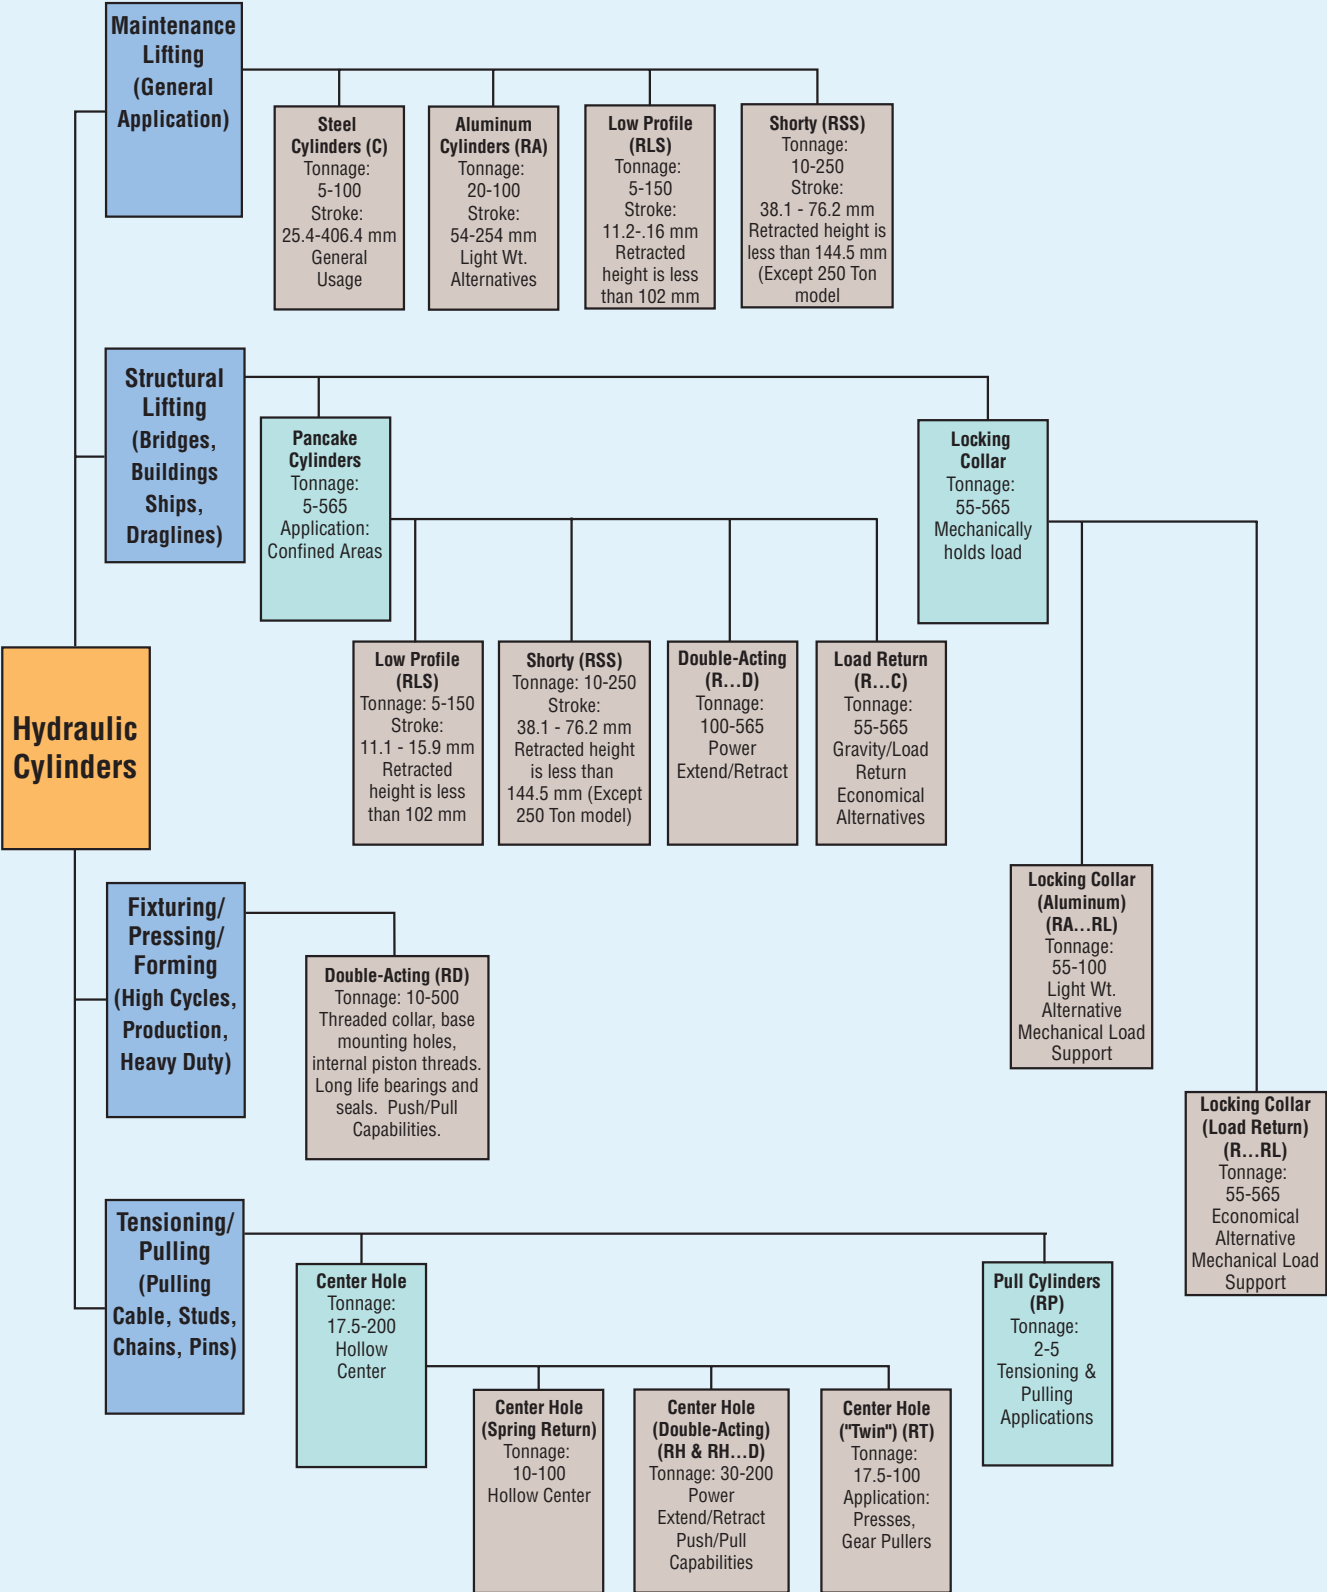 Maintenance
Lifting
(General
Application)
Steel
Cylinders (C)
Tonnage:
5-100
Stroke:
25.4-406.4 mm
General
Usage
Aluminum
Cylinders (RA)
Tonnage:
20-100
Stroke:
54-254 mm
Light Wt.
Alternatives
Low Profile
(RLS)
Tonnage:
5-150
Stroke:
11.2-.16 mm
Retracted
height is less
than 102 mm
Shorty (RSS)
Tonnage:
10-250
Stroke:
38.1 - 76.2 mm
Retracted height is
less than 144.5 mm
(Except 250 Ton
model
Structural
Lifting
(Bridges,
Buildings
Ships,
Draglines)
Pancake
Cylinders
Tonnage:
5-565
Application:
Confined Areas
Locking
Collar
Tonnage:
55-565
Mechanically
holds load
Low Profile
(RLS)
Tonnage: 5-150
Stroke:
11.1 - 15.9 mm
Retracted
height is less
than 102 mm
Shorty (RSS)
Tonnage: 10-250
Stroke:
38.1 - 76.2 mm
Retracted height
is less than
144.5 mm (Except
250 Ton model)
Double-Acting
(R...D)
Tonnage:
100-565
Power
Extend/Retract
Load Return
(R...C)
Tonnage:
55-565
Gravity/Load
Return
Economical
Alternatives
Hydraulic
Cylinders
Locking Collar
(Aluminum)
(RA...RL)
Tonnage:
55-100
Light Wt.
Alternative
Mechanical Load
Support
Locking Collar
(Load Return)
(R...RL)
Tonnage:
55-565
Economical
Alternative
Mechanical Load
Support
Fixturing/
Pressing/
Forming
(High Cycles,
Production,
Heavy Duty)
Double-Acting (RD)
Tonnage: 10-500
Threaded collar, base
mounting holes,
internal piston threads.
Long life bearings and
seals. Push/Pull
Capabilities.
Tensioning/
Pulling
(Pulling
Cable, Studs,
Chains, Pins)
Center Hole
Tonnage:
17.5-200
Hollow
Center
Pull Cylinders
(RP)
Tonnage:
2-5
Tensioning &
Pulling
Applications
Center Hole
(Spring Return)
Tonnage:
10-100
Hollow Center
Center Hole
(Double-Acting)
(RH & RH...D)
Tonnage: 30-200
Power
Extend/Retract
Push/Pull
Capabilities
Center Hole
("Twin") (RT)
Tonnage:
17.5-100
Application:
Presses,
Gear Pullers